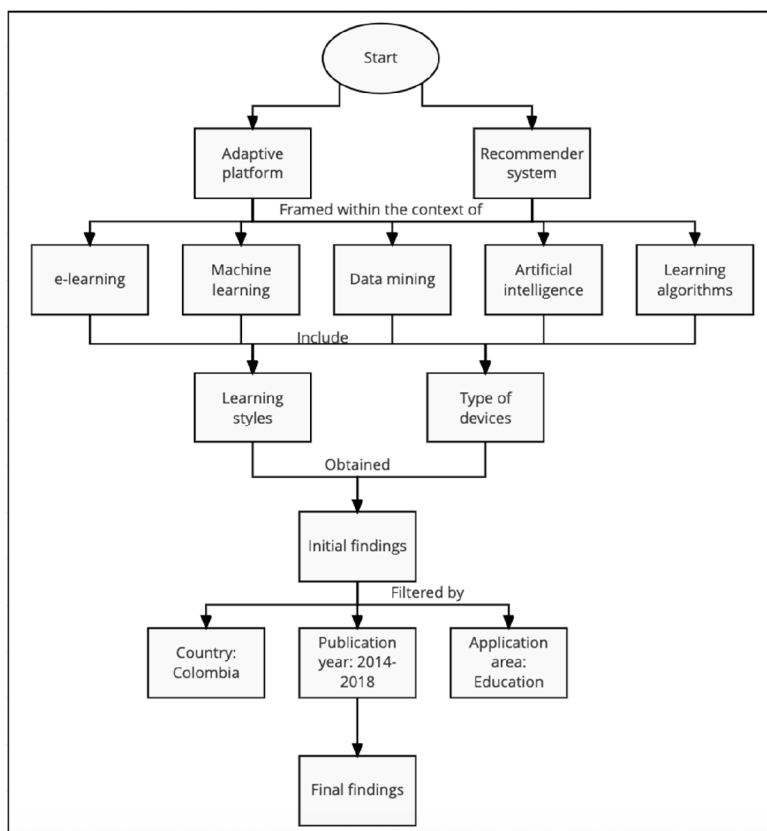 Start
Adaptive
platform
Recommender
system
Framed within the context of
e-learning
Machine
learning
Data mining
Artificial
intelligence
Learning
algorithms
Include
Learning
styles
Type of
devices
Obtained
Initial findings
Filtered by
Country:
Colombia
Publication
year: 2014-
2018
Application
area:
Education
Final findings